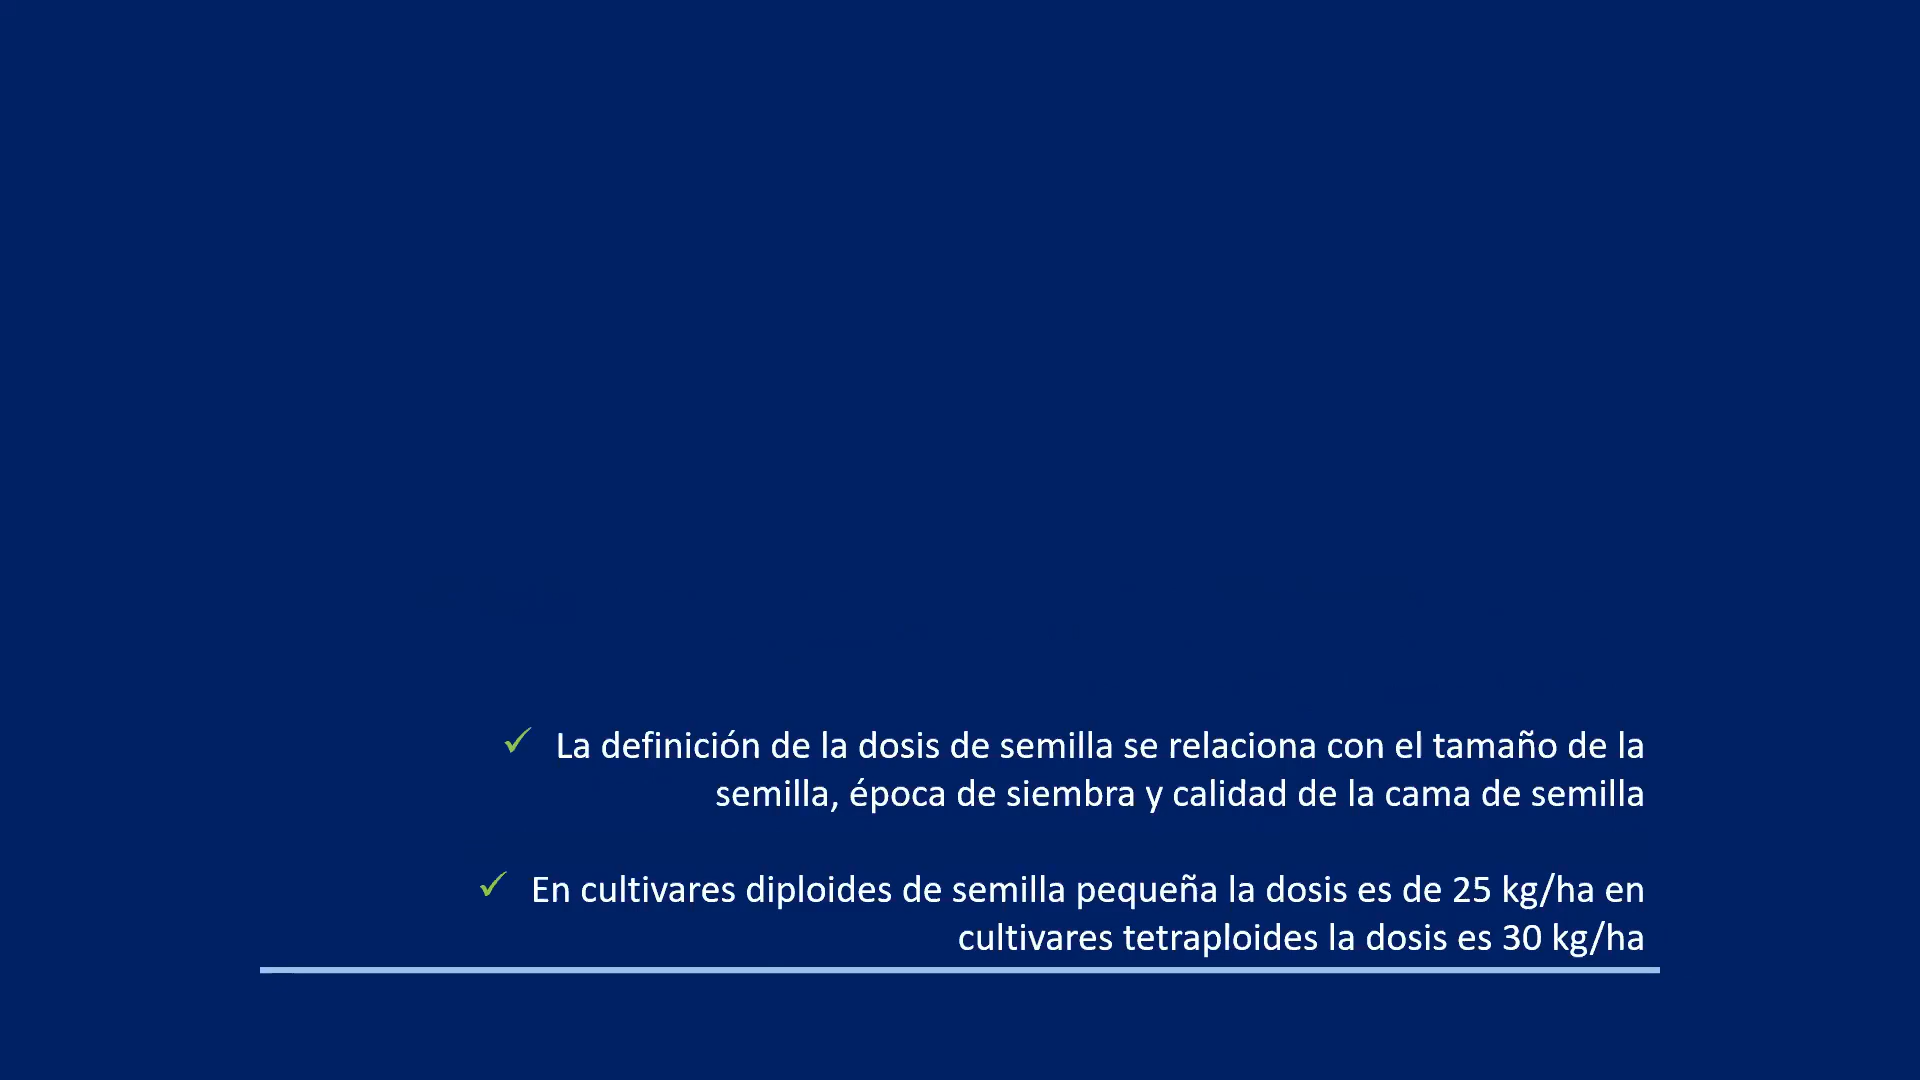 ✓ La definición de la dosis de semilla se relaciona con el tamaño de la
semilla, época de siembra y calidad de la cama de semilla
✓ En cultivares diploides de semilla pequeña la dosis es de 25 kg/ha en
cultivares tetraploides la dosis es 30 kg/ha